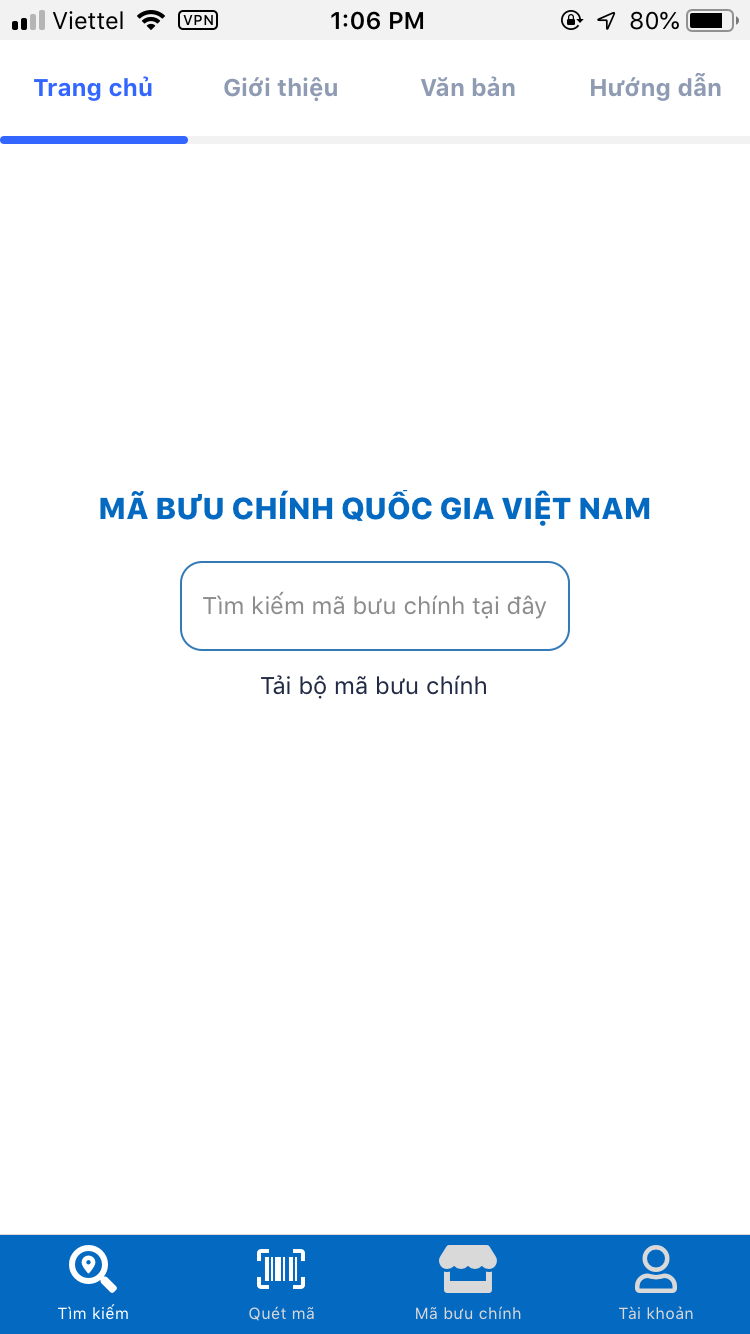 Viettel VPN 1:06 PM 80%
Trang chủ Giới thiệu Văn bản Hướng dẫn
MÃ BƯU CHÍNH QUỐC GIA VIỆT NAM
Tìm kiếm mã bưu chính tại đây
Tải bộ mã bưu chính
Tìm kiếm Quét mã Mã bưu chính Tài khoản